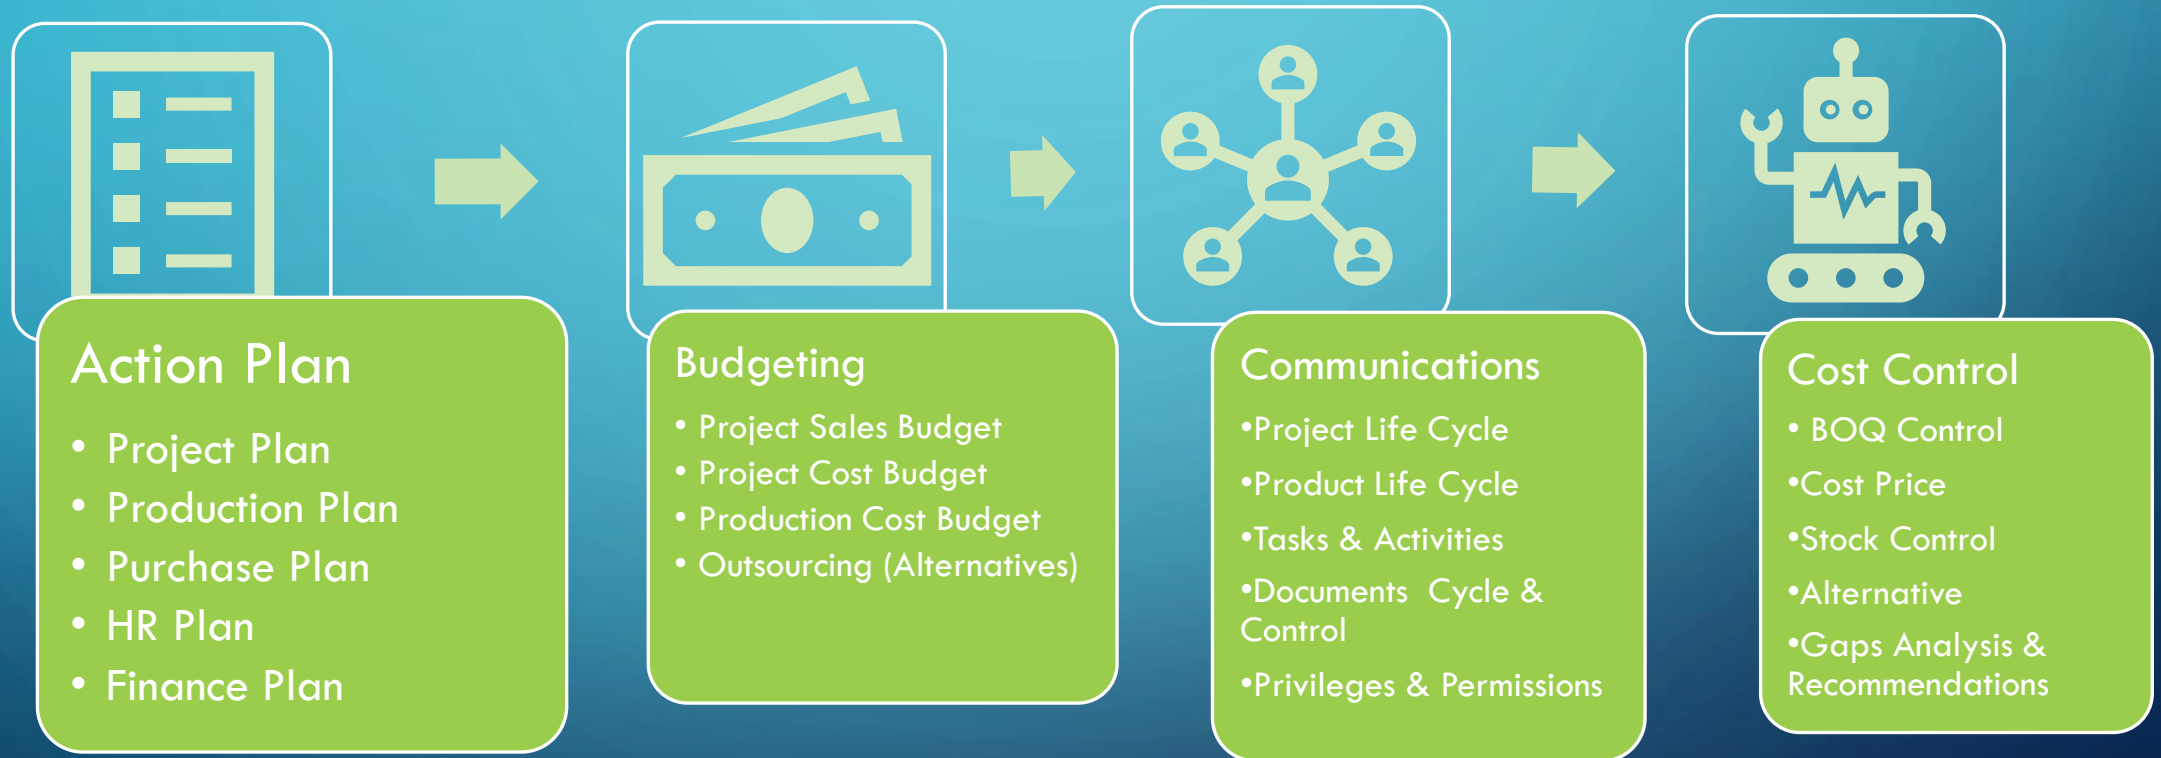 Action Plan
• Project Plan
• Production Plan
• Purchase Plan
• HR Plan
• Finance Plan
Budgeting
• Project Sales Budget
• Project Cost Budget
• Production Cost Budget
• Outsourcing (Alternatives)
Communications
•Project Life Cycle
•Product Life Cycle
•Tasks & Activities
•Documents  Cycle &
Control
•Privileges & Permissions
Cost Control
• BOQ Control
•Cost Price
•Stock Control
•Alternative
•Gaps Analysis &
Recommendations